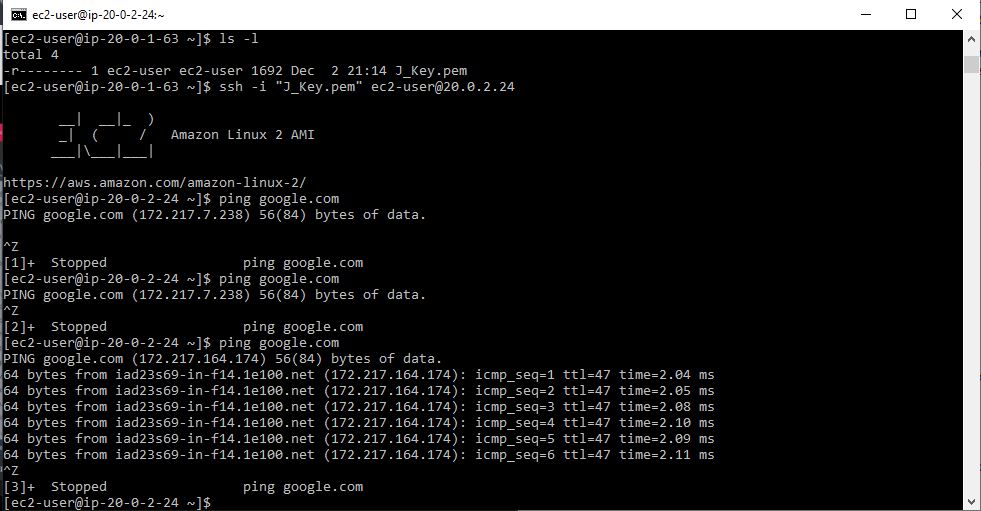 ec2-user@ip-20-0-2-24:~
[ec2-user@ip-20-0-1-63 ~]$ ls -l
total 4
-r-------- 1 ec2-user ec2-user 1692 Dec  2 21:14 J_Key.pem
[ec2-user@ip-20-0-1-63 ~]$ ssh -i "J_Key.pem" ec2-user@20.0.2.24

       __|  __|_  )
       _|  (     /   Amazon Linux 2 AMI
      ___|\___|___|

https://aws.amazon.com/amazon-linux-2/
[ec2-user@ip-20-0-2-24 ~]$ ping google.com
PING google.com (172.217.7.238) 56(84) bytes of data.

^Z
[1]+  Stopped                 ping google.com
[ec2-user@ip-20-0-2-24 ~]$ ping google.com
PING google.com (172.217.7.238) 56(84) bytes of data.
^Z
[2]+  Stopped                 ping google.com
[ec2-user@ip-20-0-2-24 ~]$ ping google.com
PING google.com (172.217.164.174) 56(84) bytes of data.
64 bytes from iad23s69-in-f14.1e100.net (172.217.164.174): icmp_seq=1 ttl=47 time=2.04 ms
64 bytes from iad23s69-in-f14.1e100.net (172.217.164.174): icmp_seq=2 ttl=47 time=2.05 ms
64 bytes from iad23s69-in-f14.1e100.net (172.217.164.174): icmp_seq=3 ttl=47 time=2.08 ms
64 bytes from iad23s69-in-f14.1e100.net (172.217.164.174): icmp_seq=4 ttl=47 time=2.10 ms
64 bytes from iad23s69-in-f14.1e100.net (172.217.164.174): icmp_seq=5 ttl=47 time=2.09 ms
64 bytes from iad23s69-in-f14.1e100.net (172.217.164.174): icmp_seq=6 ttl=47 time=2.11 ms
^Z
[3]+  Stopped                 ping google.com
[ec2-user@ip-20-0-2-24 ~]$